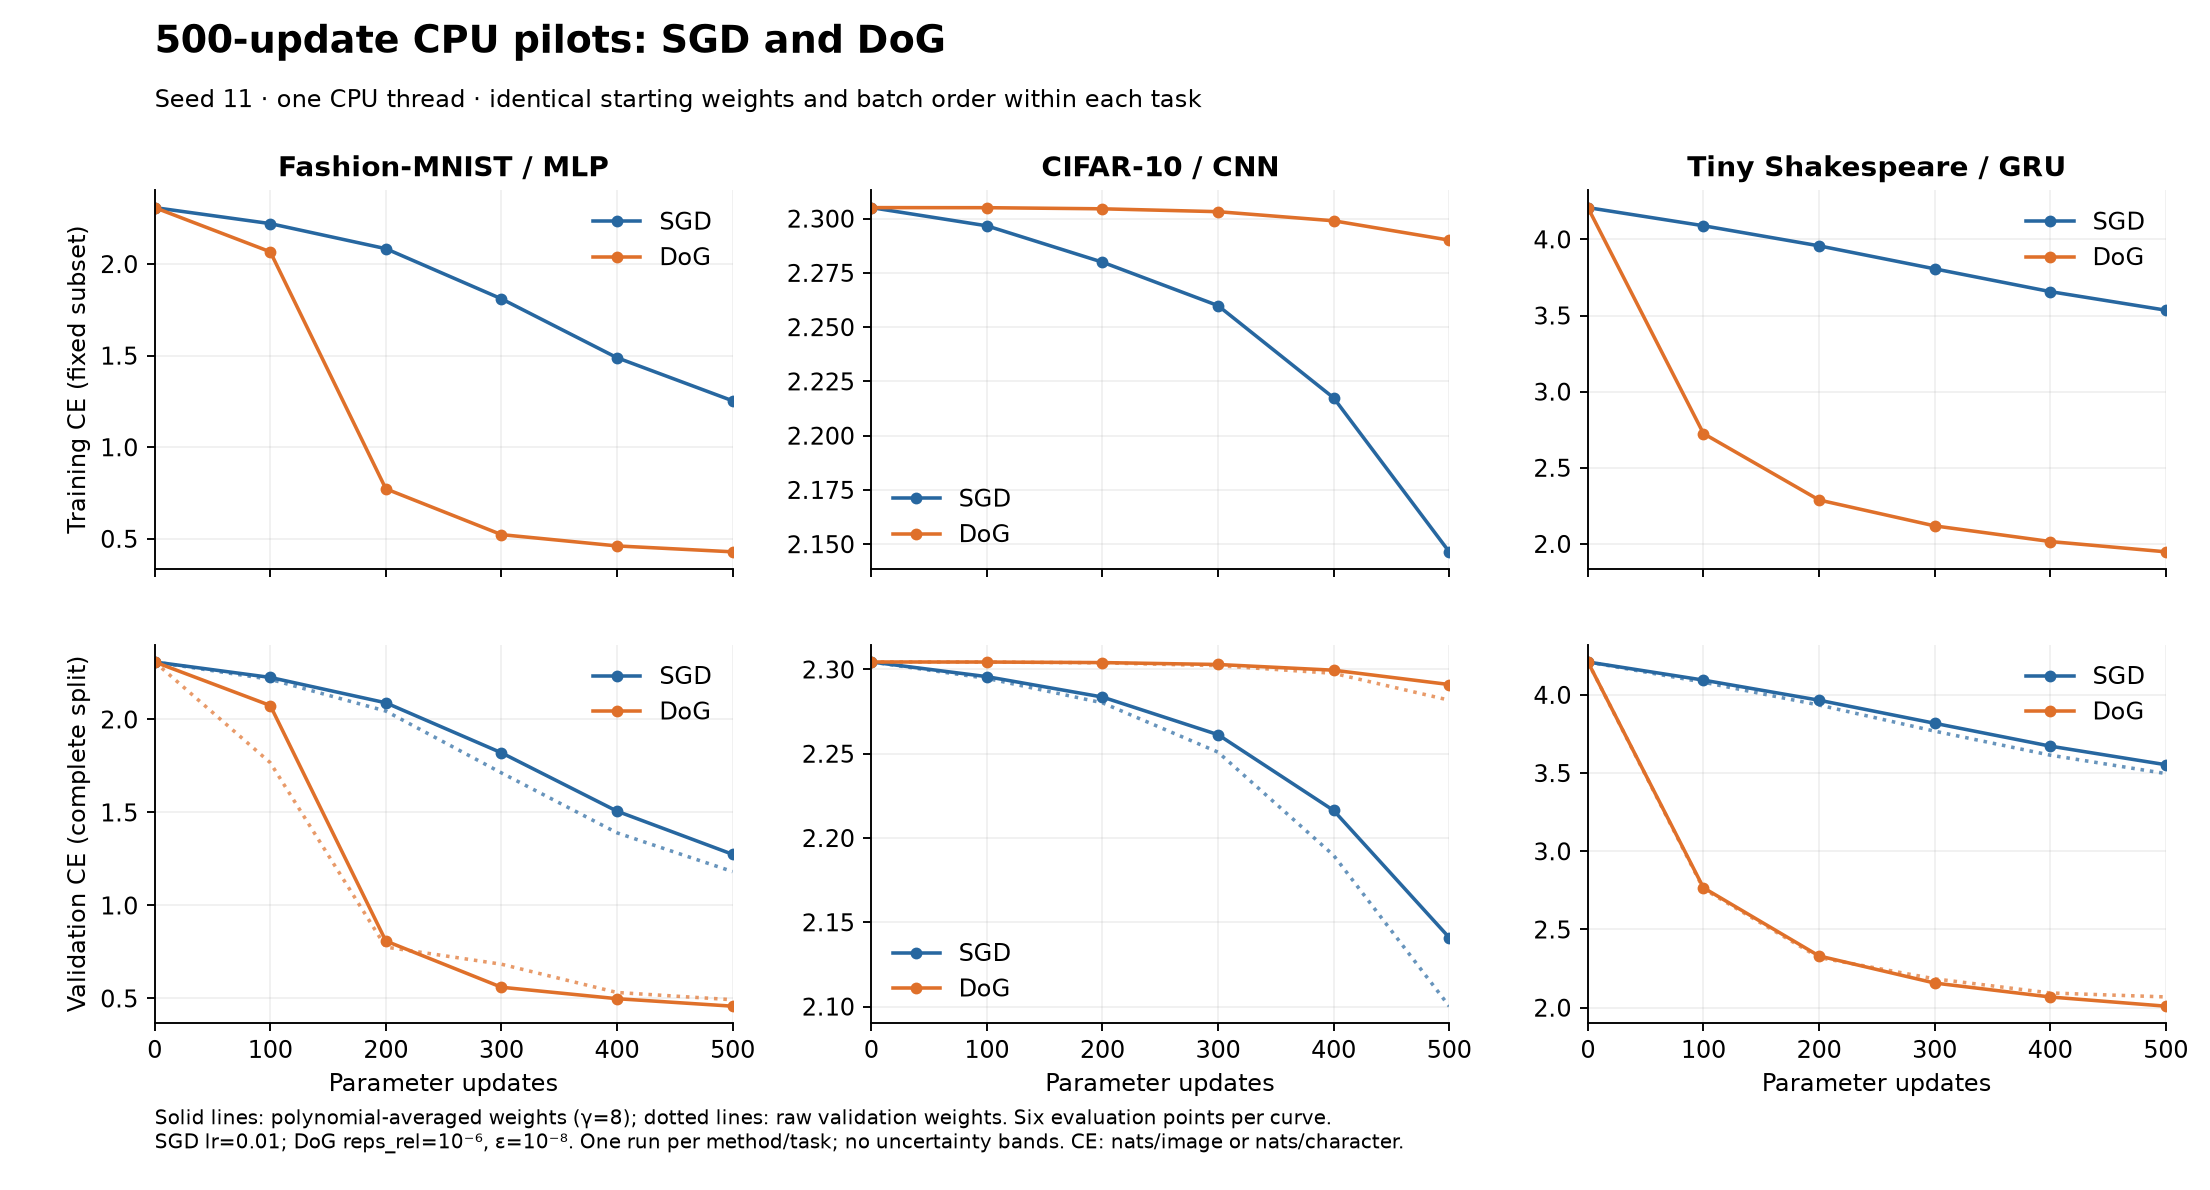 500-update CPU pilots: SGD and DoG
Seed 11 · one CPU thread · identical starting weights and batch order within each task
Fashion-MNIST / MLP
Training CE (fixed subset)
2.0
1.5
1.0
0.5
SGD
DoG
CIFAR-10 / CNN
2.300
2.275
2.250
2.225
2.200
2.175
2.150
SGD
DoG
Tiny Shakespeare / GRU
4.0
3.5
3.0
2.5
2.0
SGD
DoG
Validation CE (complete split)
2.0
1.5
1.0
0.5
SGD
DoG
0 100 200 300 400 500
Parameter updates
2.30
2.25
2.20
2.15
2.10
SGD
DoG
0 100 200 300 400 500
Parameter updates
4.0
3.5
3.0
2.5
2.0
SGD
DoG
0 100 200 300 400 500
Parameter updates
Solid lines: polynomial-averaged weights (γ=8); dotted lines: raw validation weights. Six evaluation points per curve.
SGD lr=0.01; DoG reps_rel=10⁻⁶, ε=10⁻⁸. One run per method/task; no uncertainty bands. CE: nats/image or nats/character.